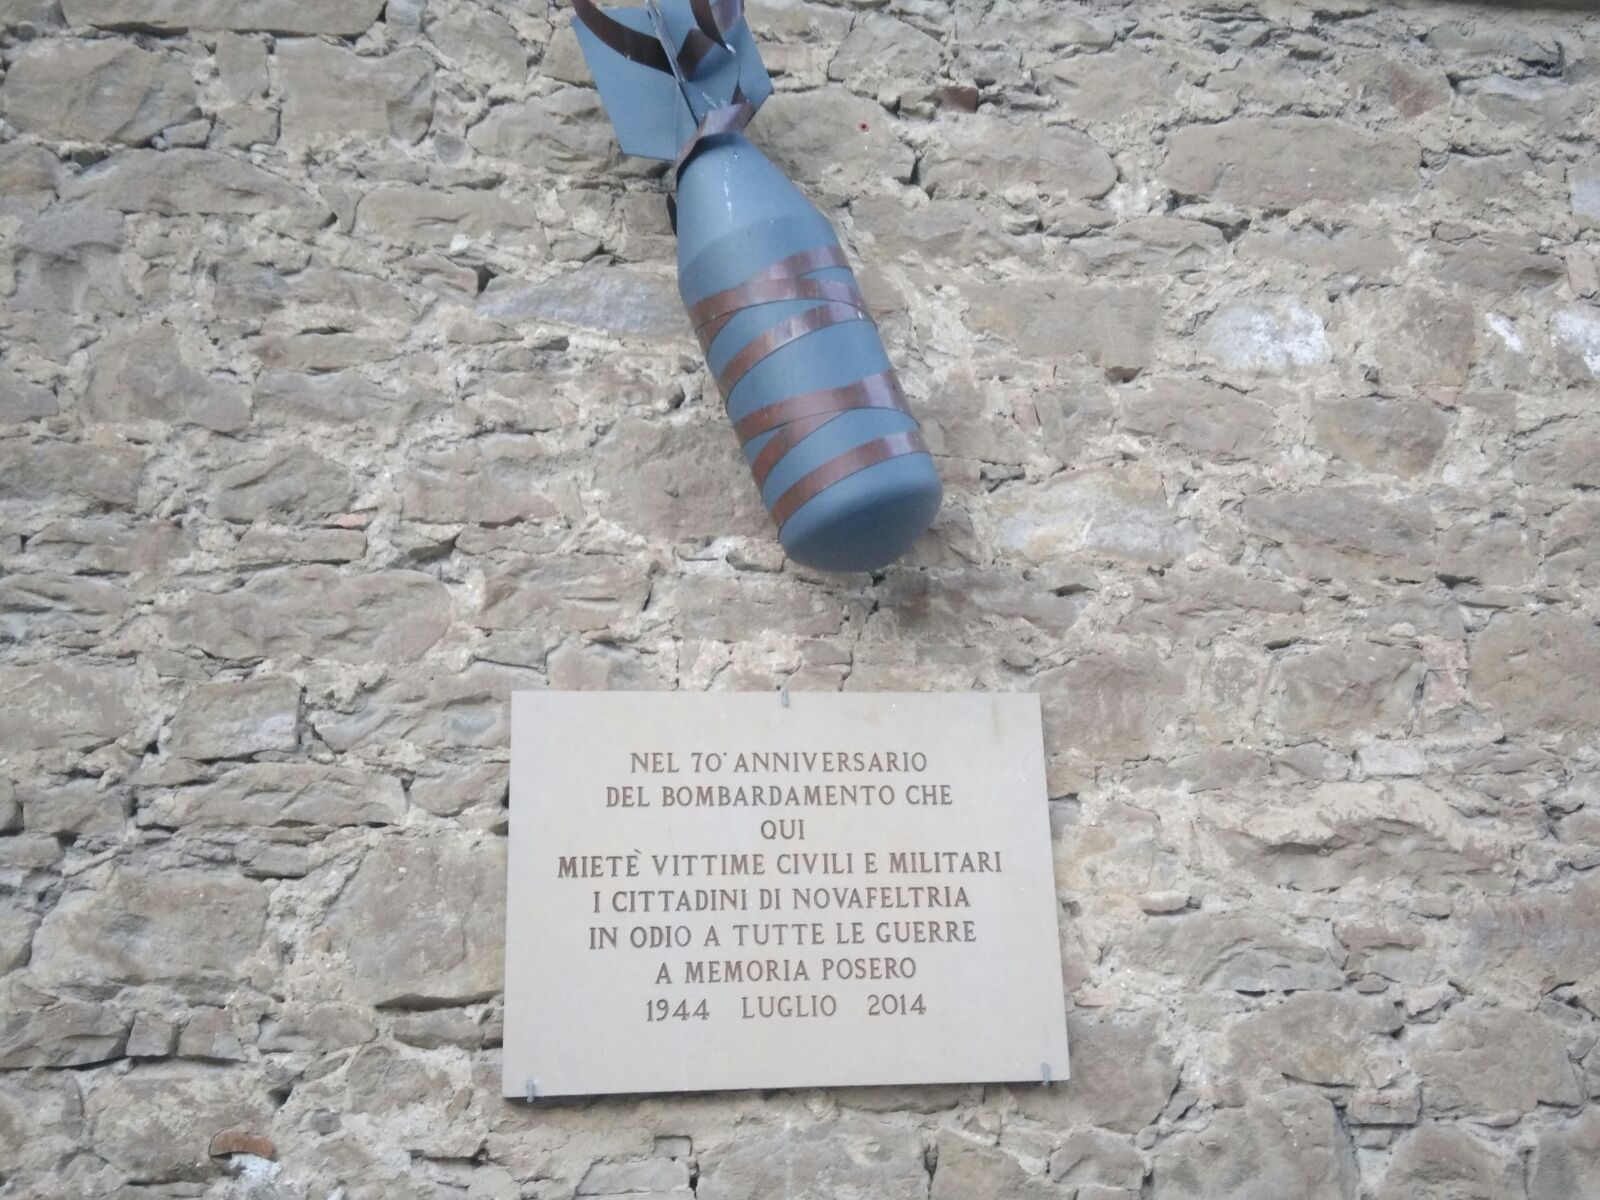 NEL 70° ANNIVERSARIO
DEL BOMBARDAMENTO CHE
QUI
MIETÈ VITTIME CIVILI E MILITARI
I CITTADINI DI NOVAFELTRIA
IN ODIO A TUTTE LE GUERRE
A MEMORIA POSERO
1944 LUGLIO 2014